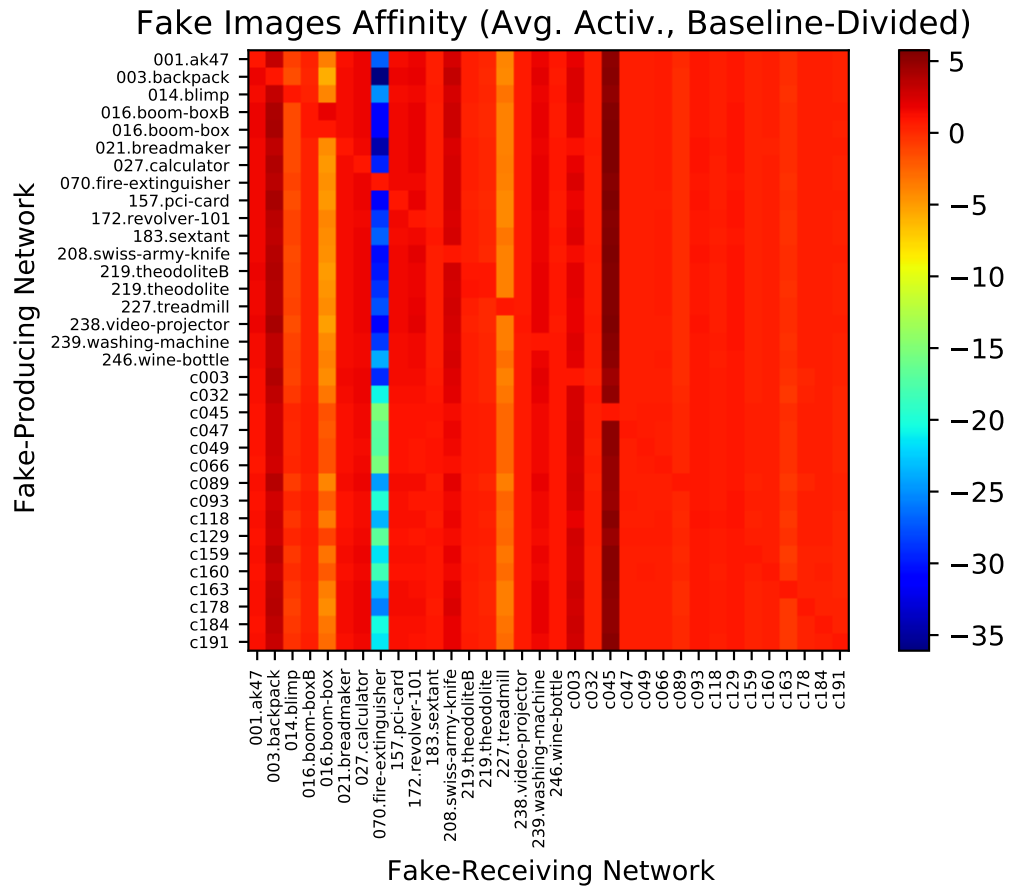 Fake Images Affinity (Avg. Activ., Baseline-Divided)
Fake-Producing Network
001.ak47
003.backpack
014.blimp
016.boom-boxB
016.boom-box
021.breadmaker
027.calculator
070.fire-extinguisher
157.pci-card
172.revolver-101
183.sextant
208.swiss-army-knife
219.theodoliteB
219.theodolite
227.treadmill
238.video-projector
239.washing-machine
246.wine-bottle
c003
c032
c045
c047
c049
c066
c089
c093
c118
c129
c159
c160
c163
c178
c184
c191
001.ak47
003.backpack
014.blimp
016.boom-boxB
016.boom-box
021.breadmaker
027.calculator
070.fire-extinguisher
157.pci-card
172.revolver-101
183.sextant
208.swiss-army-knife
219.theodoliteB
219.theodolite
227.treadmill
238.video-projector
239.washing-machine
246.wine-bottle
c003
c032
c045
c047
c049
c066
c089
c093
c118
c129
c159
c160
c163
c178
c184
c191
Fake-Receiving Network
5
0
−5
−10
−15
−20
−25
−30
−35